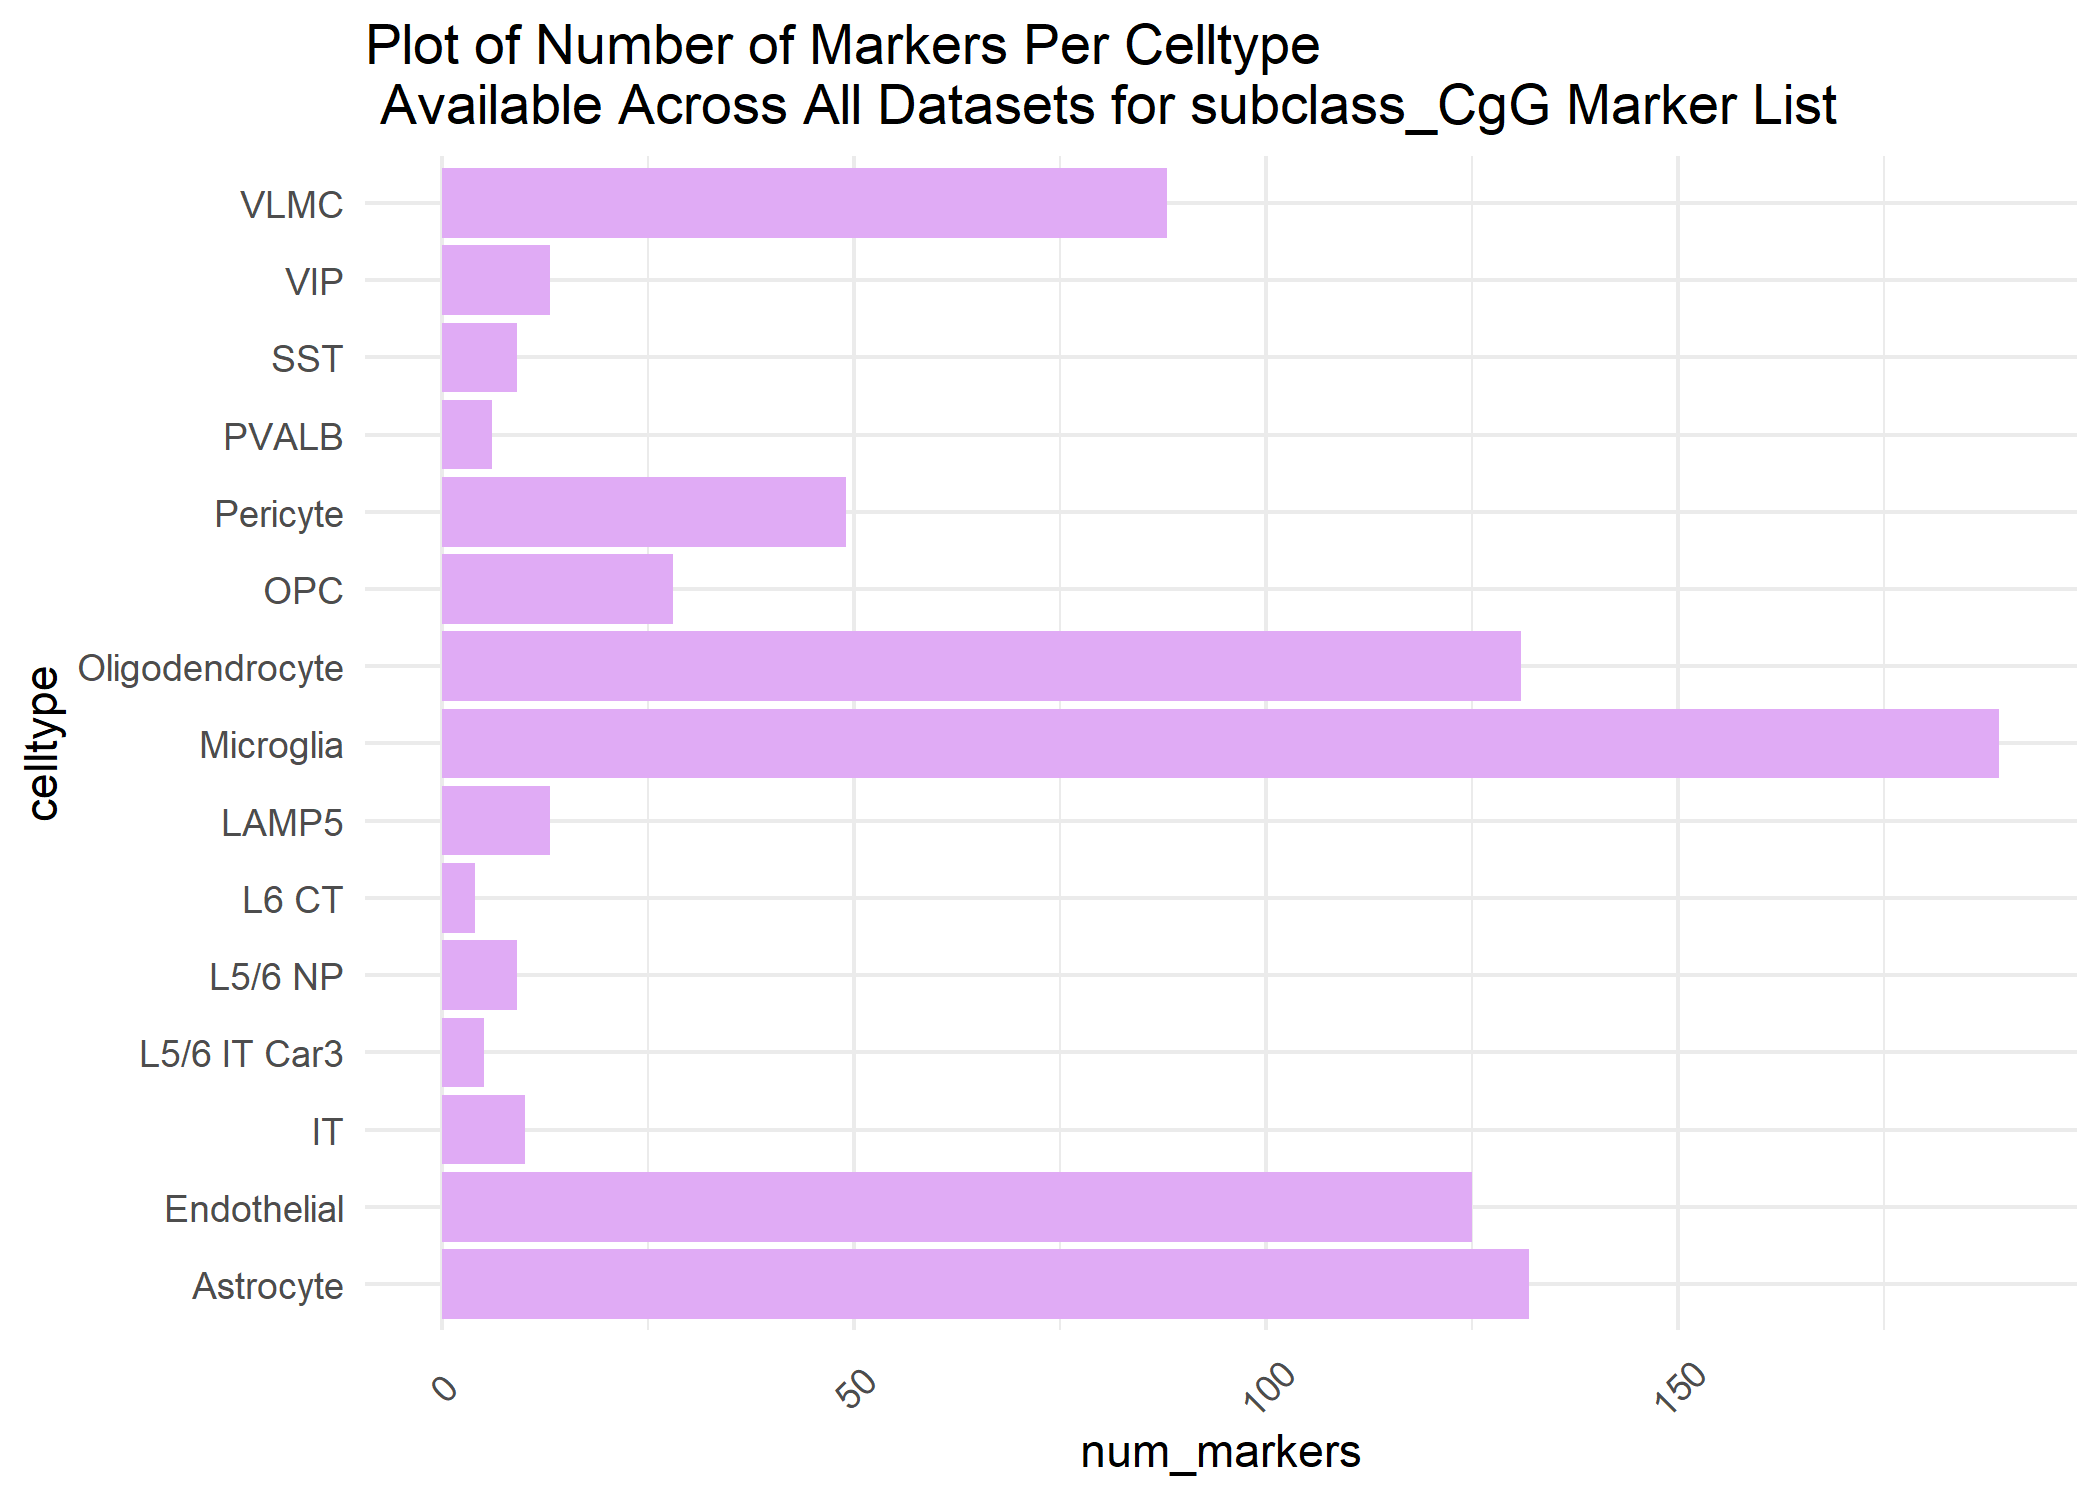 Plot of Number of Markers Per Celltype
Available Across All Datasets for subclass_CgG Marker List
celltype
VLMC
VIP
SST
PVALB
Pericyte
OPC
Oligodendrocyte
Microglia
LAMP5
L6 CT
L5/6 NP
L5/6 IT Car3
IT
Endothelial
Astrocyte
0
50
100
150
num_markers